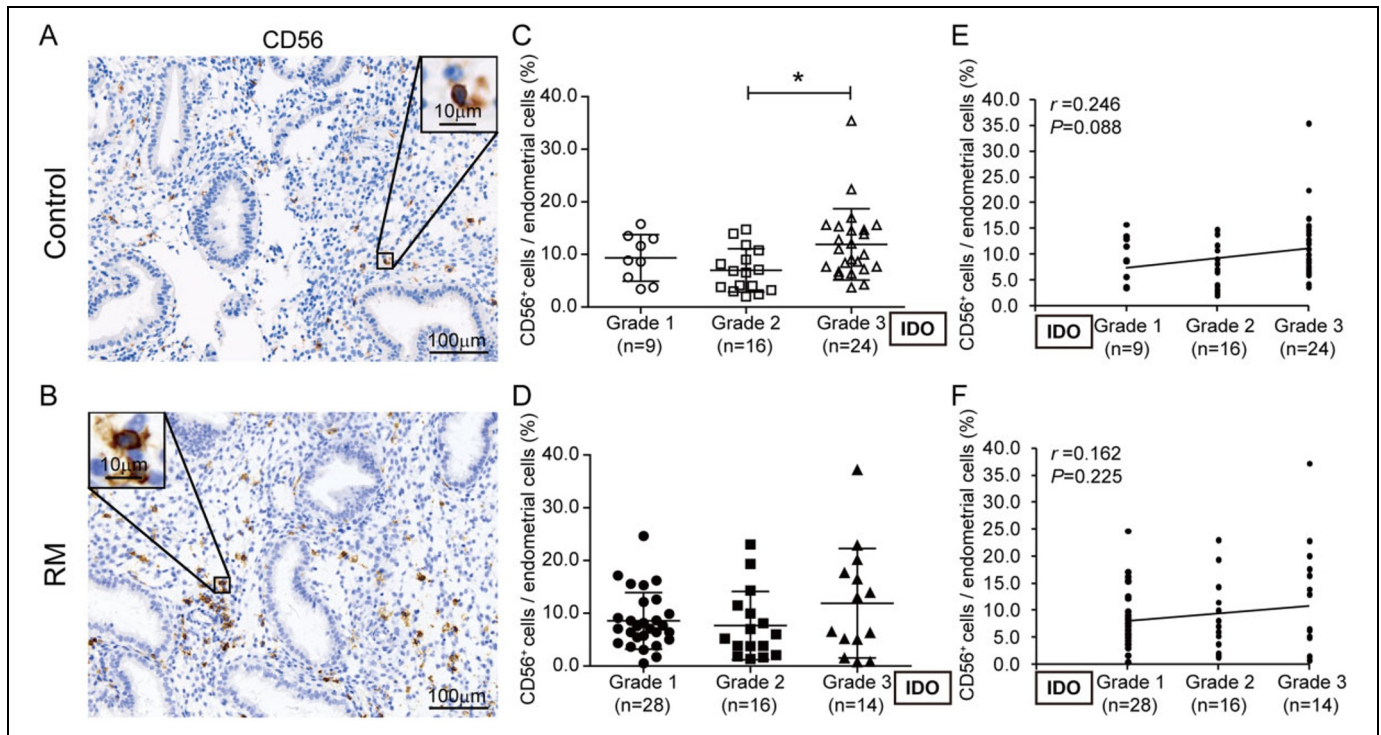 A
CD56
Control
10μm
100μm
B
RM
10μm
100μm
C
CD56⁺ cells / endometrial cells (%)
*
40.0
30.0
20.0
10.0
0.0
Grade 1 Grade 2 Grade 3 IDO
(n=9) (n=16) (n=24)
D
CD56⁺ cells / endometrial cells (%)
40.0
30.0
20.0
10.0
0.0
Grade 1 Grade 2 Grade 3 IDO
(n=28) (n=16) (n=14)
E
CD56⁺ cells / endometrial cells (%)
r =0.246
P=0.088
40.0
35.0
30.0
25.0
20.0
15.0
10.0
5.0
0.0
IDO Grade 1 Grade 2 Grade 3
(n=9) (n=16) (n=24)
F
CD56⁺ cells / endometrial cells (%)
r =0.162
P=0.225
40.0
35.0
30.0
25.0
20.0
15.0
10.0
5.0
0.0
IDO Grade 1 Grade 2 Grade 3
(n=28) (n=16) (n=14)